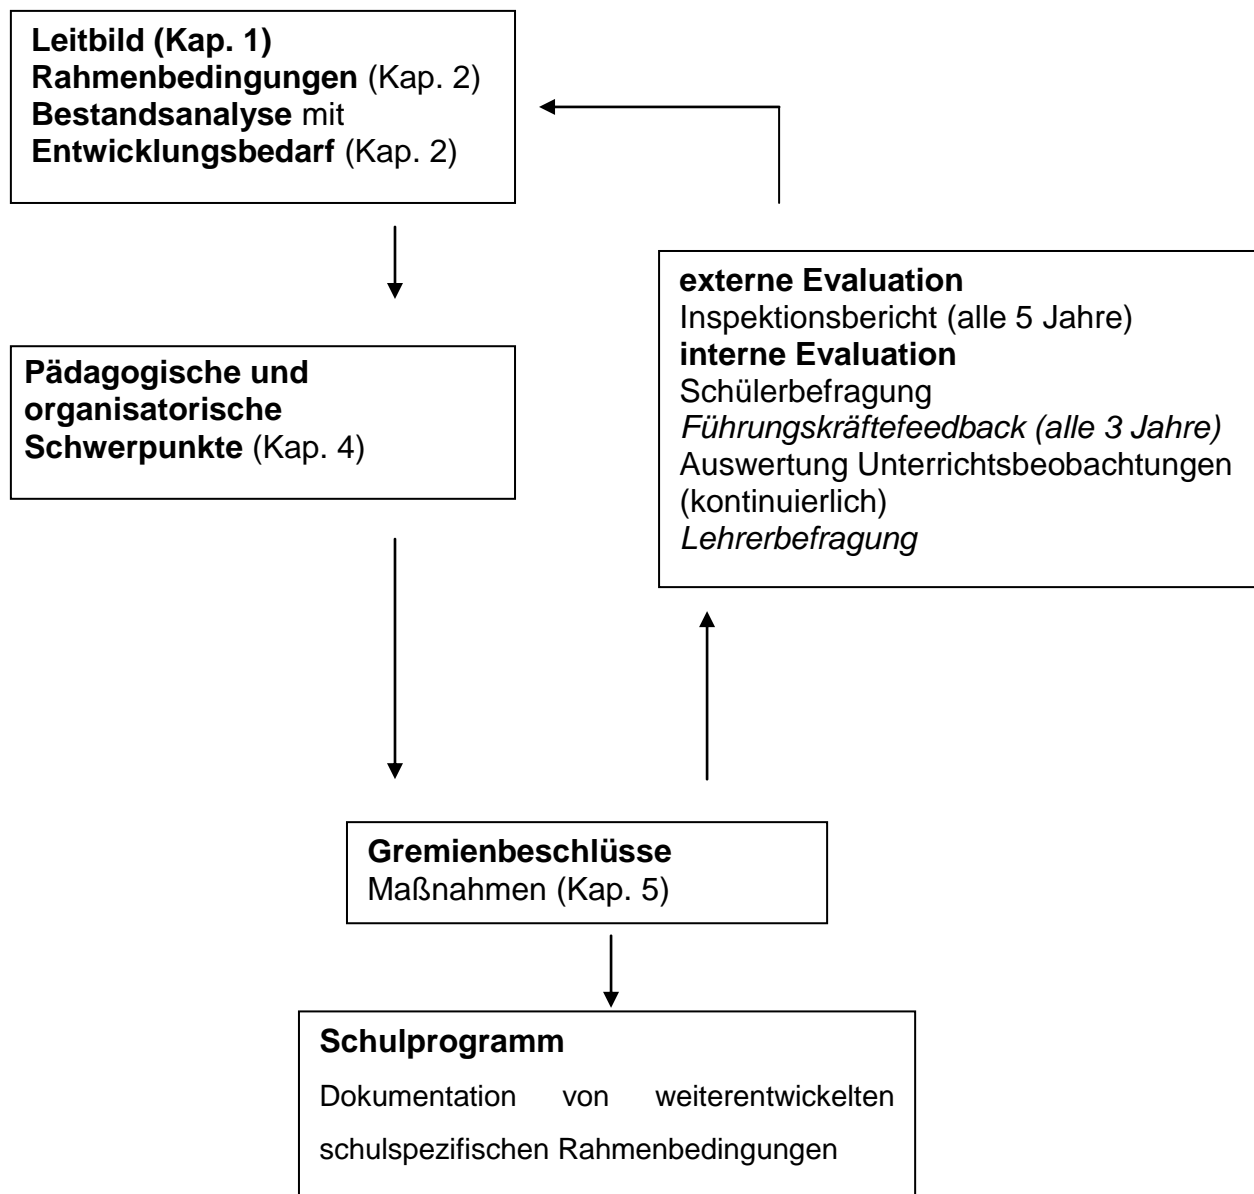 Leitbild (Kap. 1)
Rahmenbedingungen (Kap. 2)
Bestandsanalyse mit
Entwicklungsbedarf (Kap. 2)
Pädagogische und
organisatorische
Schwerpunkte (Kap. 4)
externe Evaluation
Inspektionsbericht (alle 5 Jahre)
interne Evaluation
Schülerbefragung
Führungskräftefeedback (alle 3 Jahre)
Auswertung Unterrichtsbeobachtungen
(kontinuierlich)
Lehrerbefragung
Gremienbeschlüsse
Maßnahmen (Kap. 5)
Schulprogramm
Dokumentation von weiterentwickelten
schulspezifischen Rahmenbedingungen